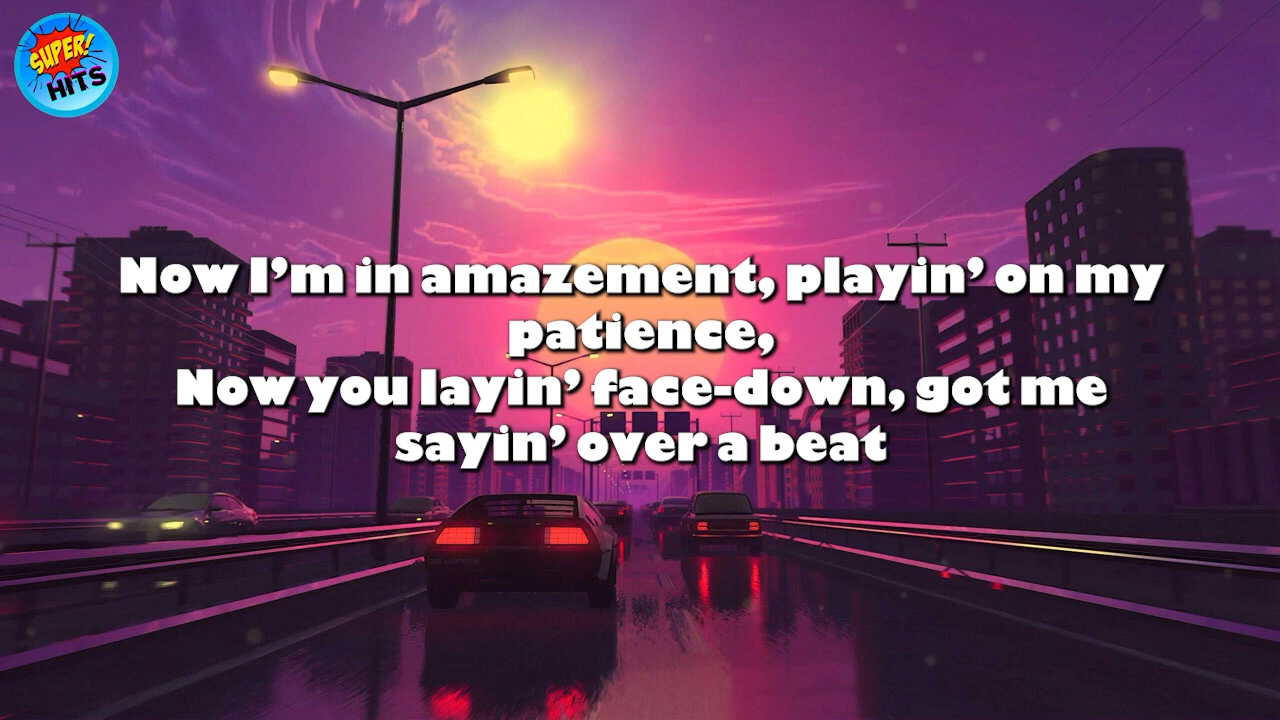 SUPER!
HITS
Now I’m in amazement, playin’ on my
patience,
Now you layin’ face-down, got me
sayin’ over a beat